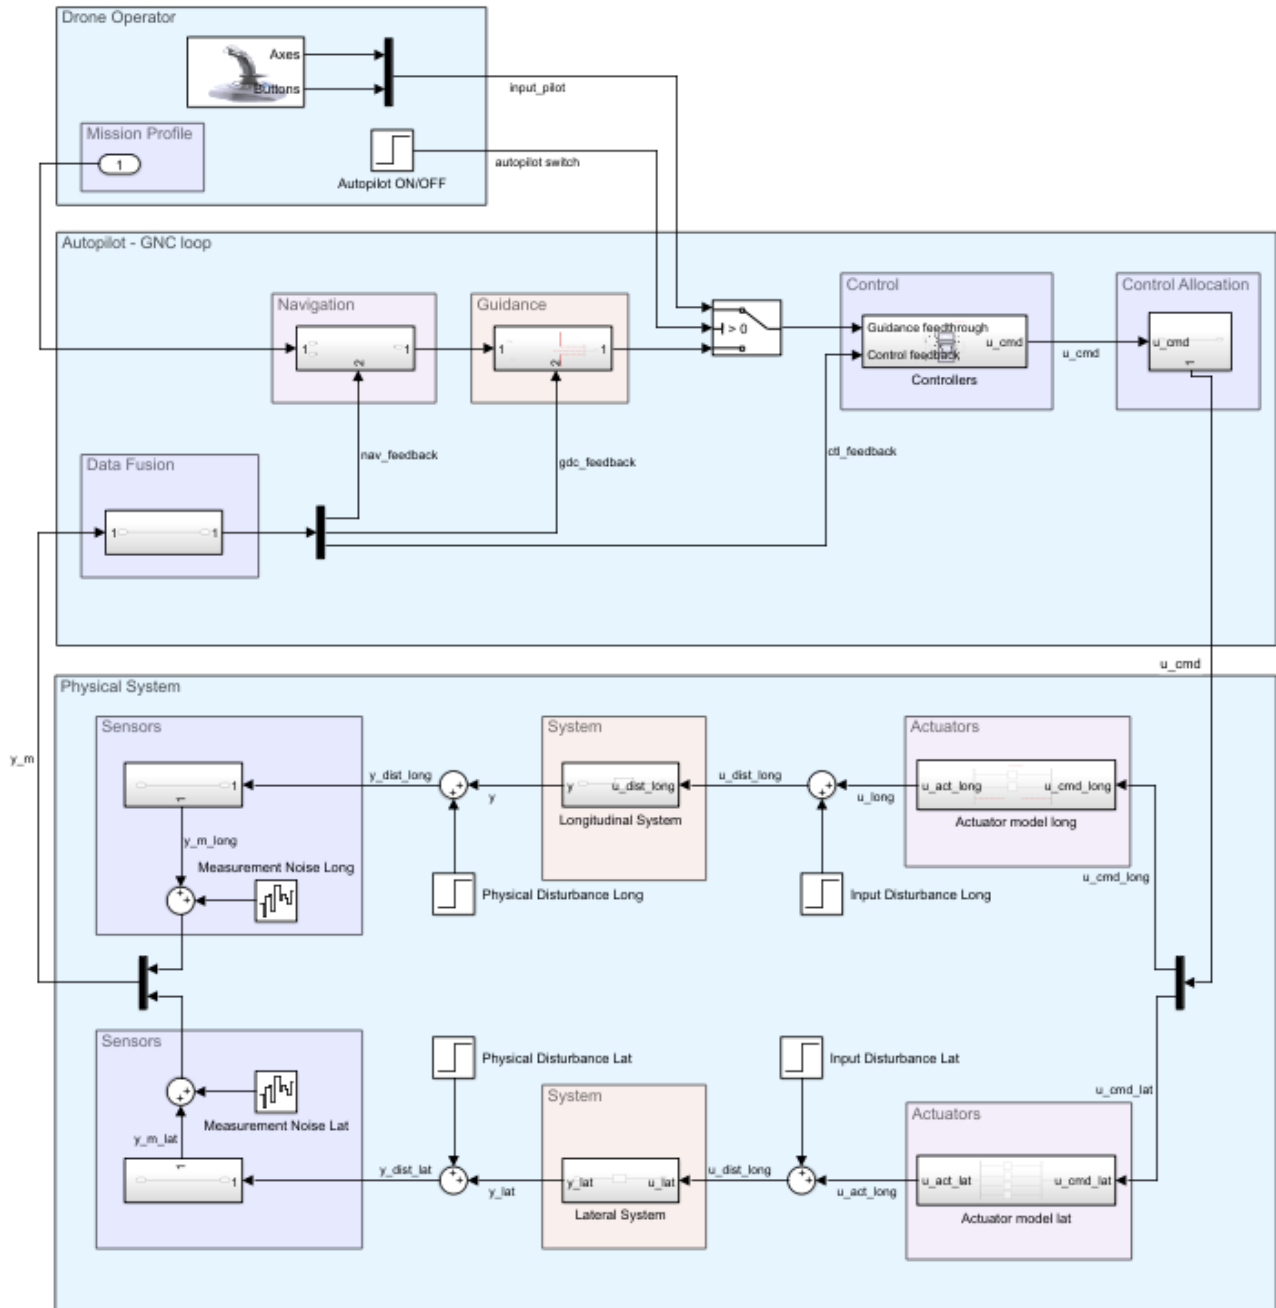 Drone Operator
Axes
Buttons
input_pilot
Mission Profile
1
autopilot switch
Autopilot ON/OFF
Autopilot - GNC loop
Navigation
1
1
2
Guidance
1
1
2
> 0
Control
Guidance feedthrough
Control feedback
u_cmd
Controllers
u_cmd
Control Allocation
u_cmd
1
nav_feedback
gdc_feedback
ctl_feedback
Data Fusion
1
1
u_cmd
Physical System
Sensors
1
1
y_m
y_m_long
Measurement Noise Long
y_dist_long
y
System
y
u_dist_long
Longitudinal System
u_dist_long
u_long
Actuators
u_act_long
u_cmd_long
Actuator model long
u_cmd_long
Physical Disturbance Long
Input Disturbance Long
++
++
++
Sensors
Measurement Noise Lat
y_m_lat
1
1
Physical Disturbance Lat
Input Disturbance Lat
y_dist_lat
y_lat
System
y_lat
u_lat
Lateral System
u_dist_long
u_act_long
u_cmd_lat
Actuators
u_act_lat
u_cmd_lat
Actuator model lat
++
++
++